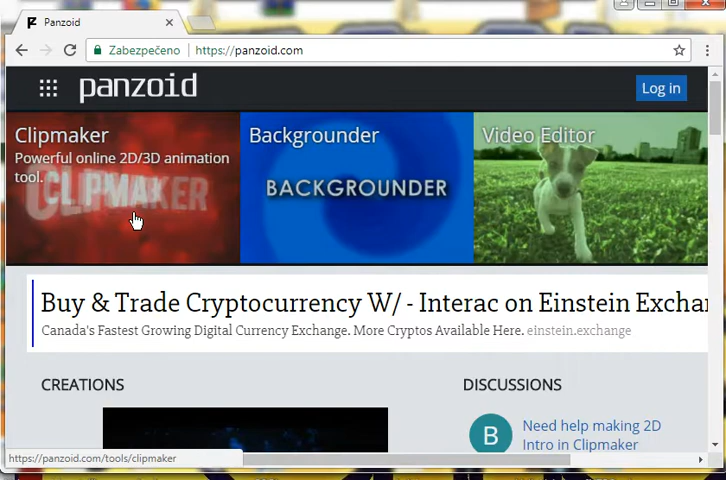 Panzoid
Zabezpečeno
https://panzoid.com
panzoid
Log in
Clipmaker
Powerful online 2D/3D animation
tool.
CLIPMAKER
Backgrounder
BACKGROUNDER
Video Editor
Buy & Trade Cryptocurrency W/ - Interac on Einstein Exchar
Canada's Fastest Growing Digital Currency Exchange. More Cryptos Available Here. einstein.exchange
CREATIONS
DISCUSSIONS
B
Need help making 2D
Intro in Clipmaker
https://panzoid.com/tools/clipmaker